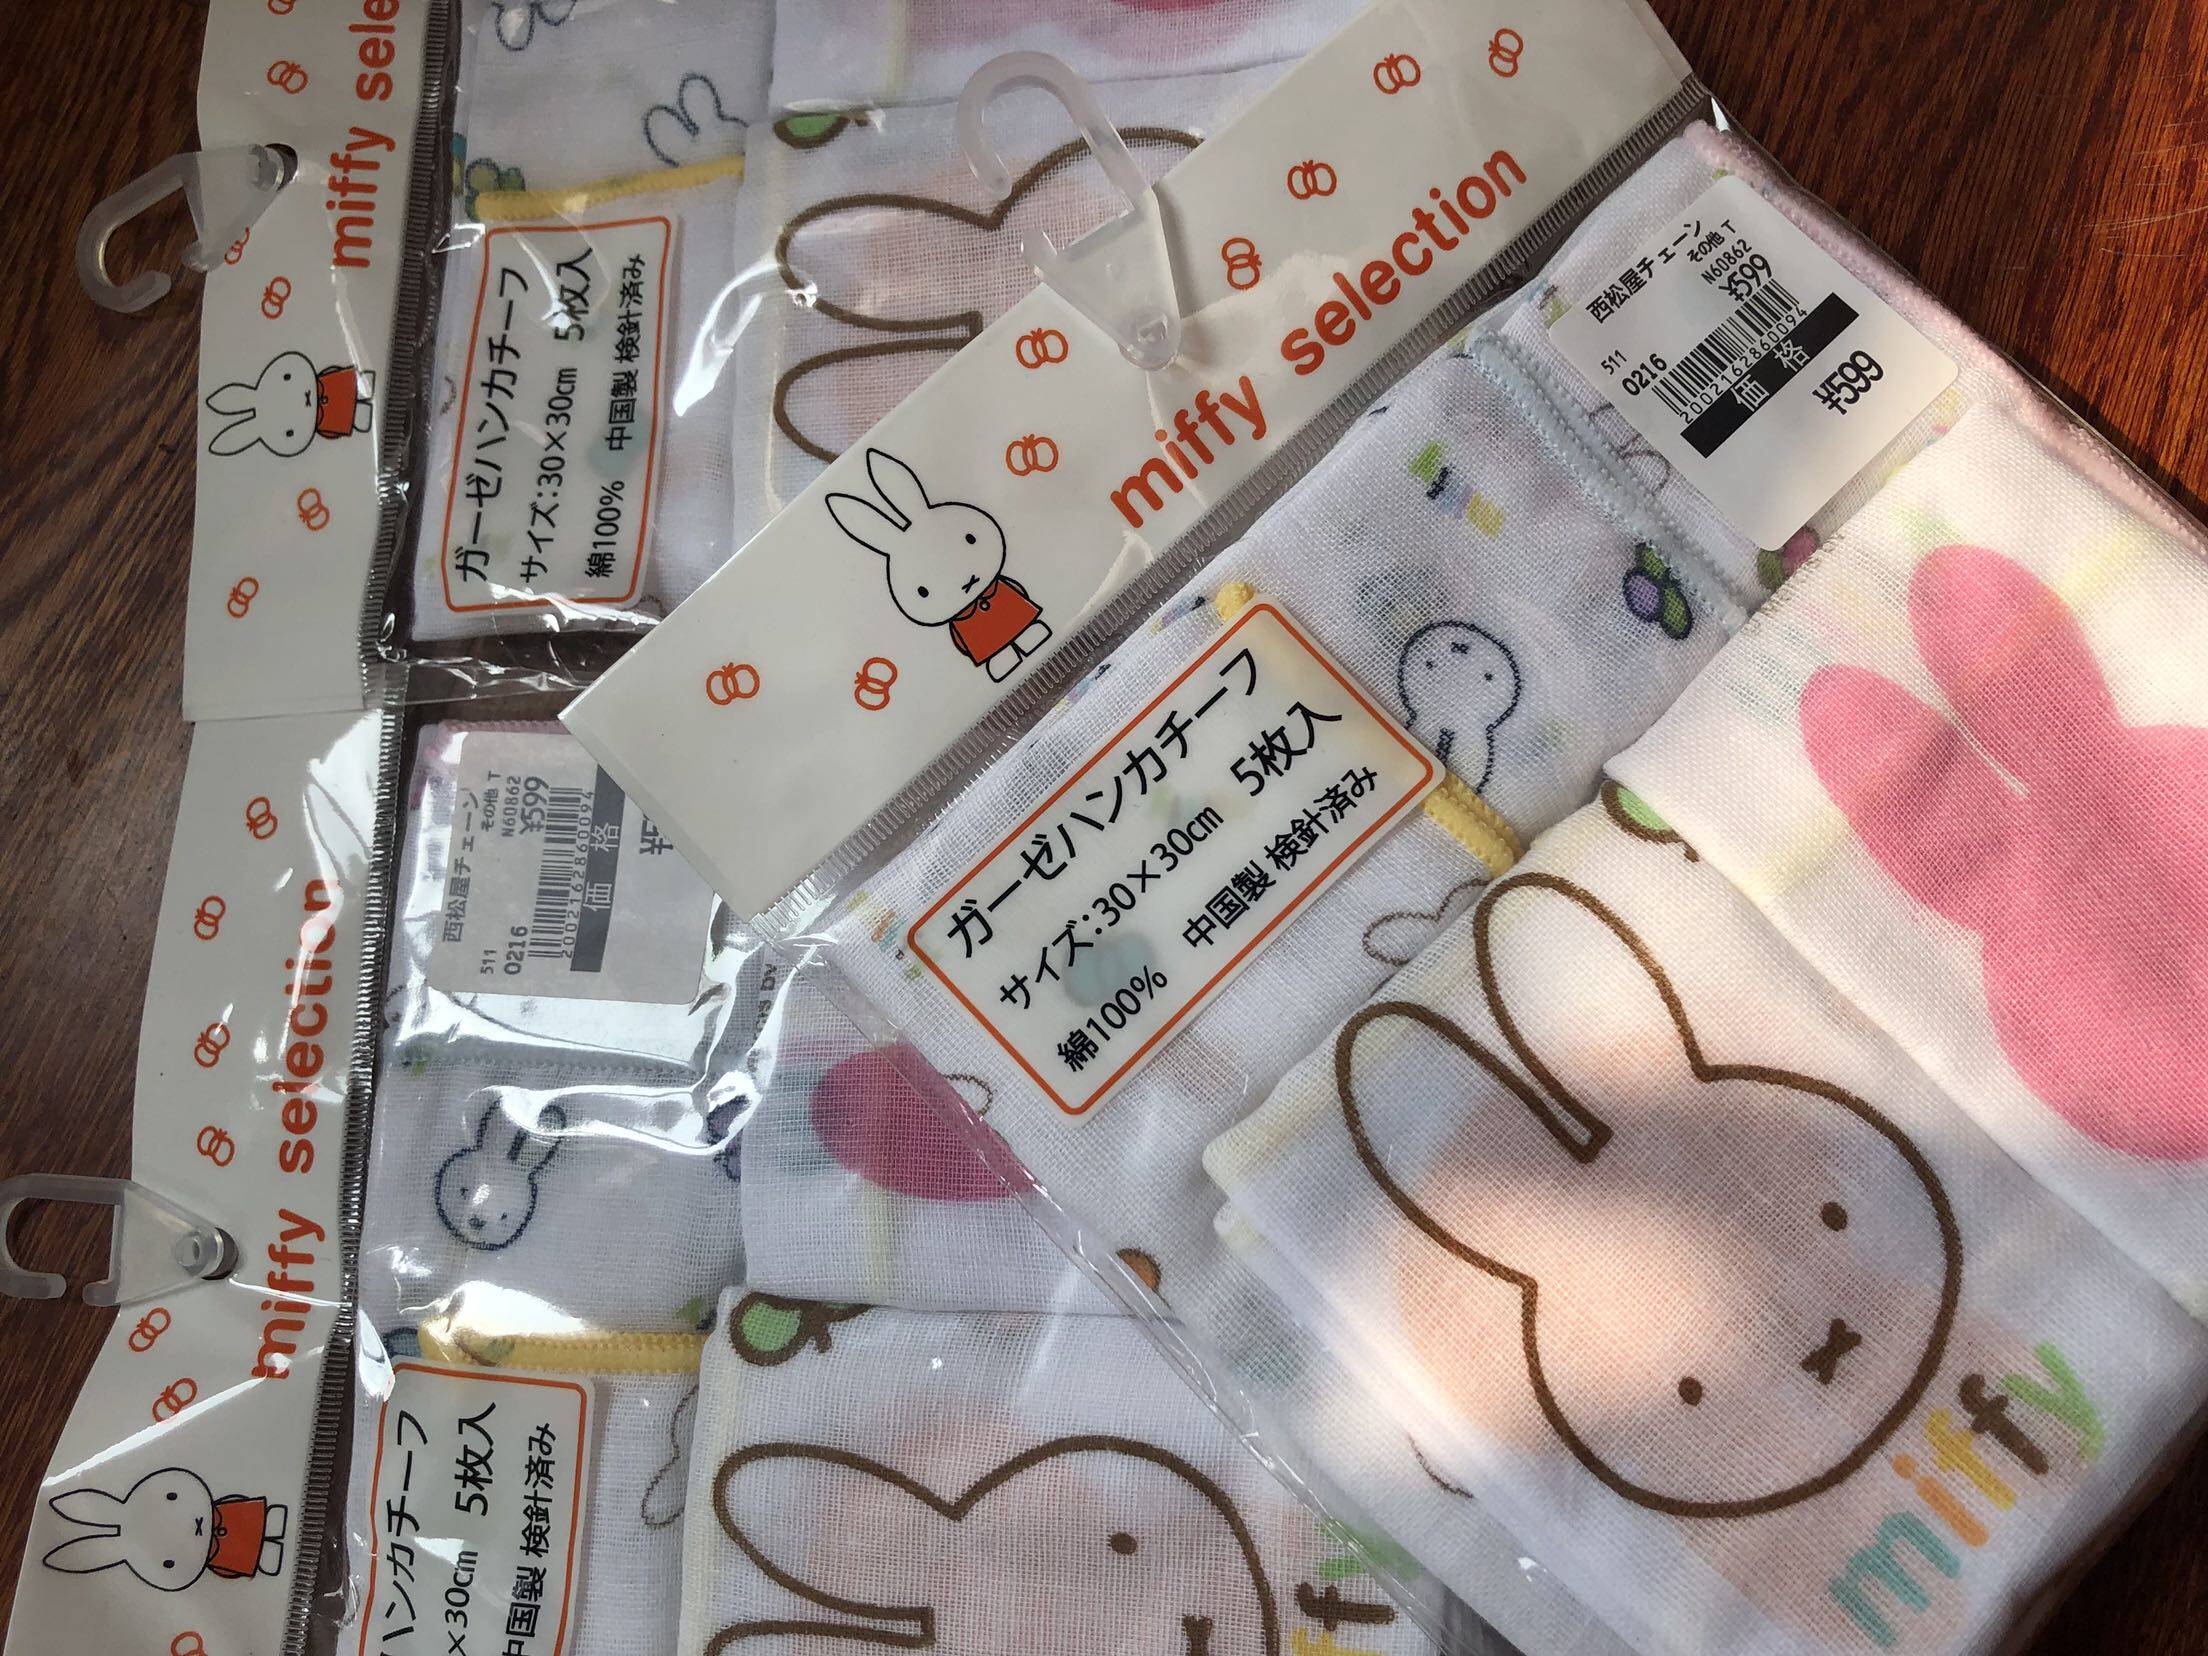 miffy sele
ガーゼハンカチーフ
サイズ:30×30cm 5枚入
綿100% 中国製 検針済み
miffy selection
西松屋チェーン
その他 T
N60862
¥599
511
0216
2002162860094
価 格
¥599
ガーゼハンカチーフ
サイズ:30×30cm 5枚入
綿100% 中国製 検針済み
miffy
miffy selection
西松屋チェーン
その他 T
N60862
¥599
511
0216
2002162860094
価 格
ハンカチーフ
×30cm 5枚入
中国製 検針済み
ffy